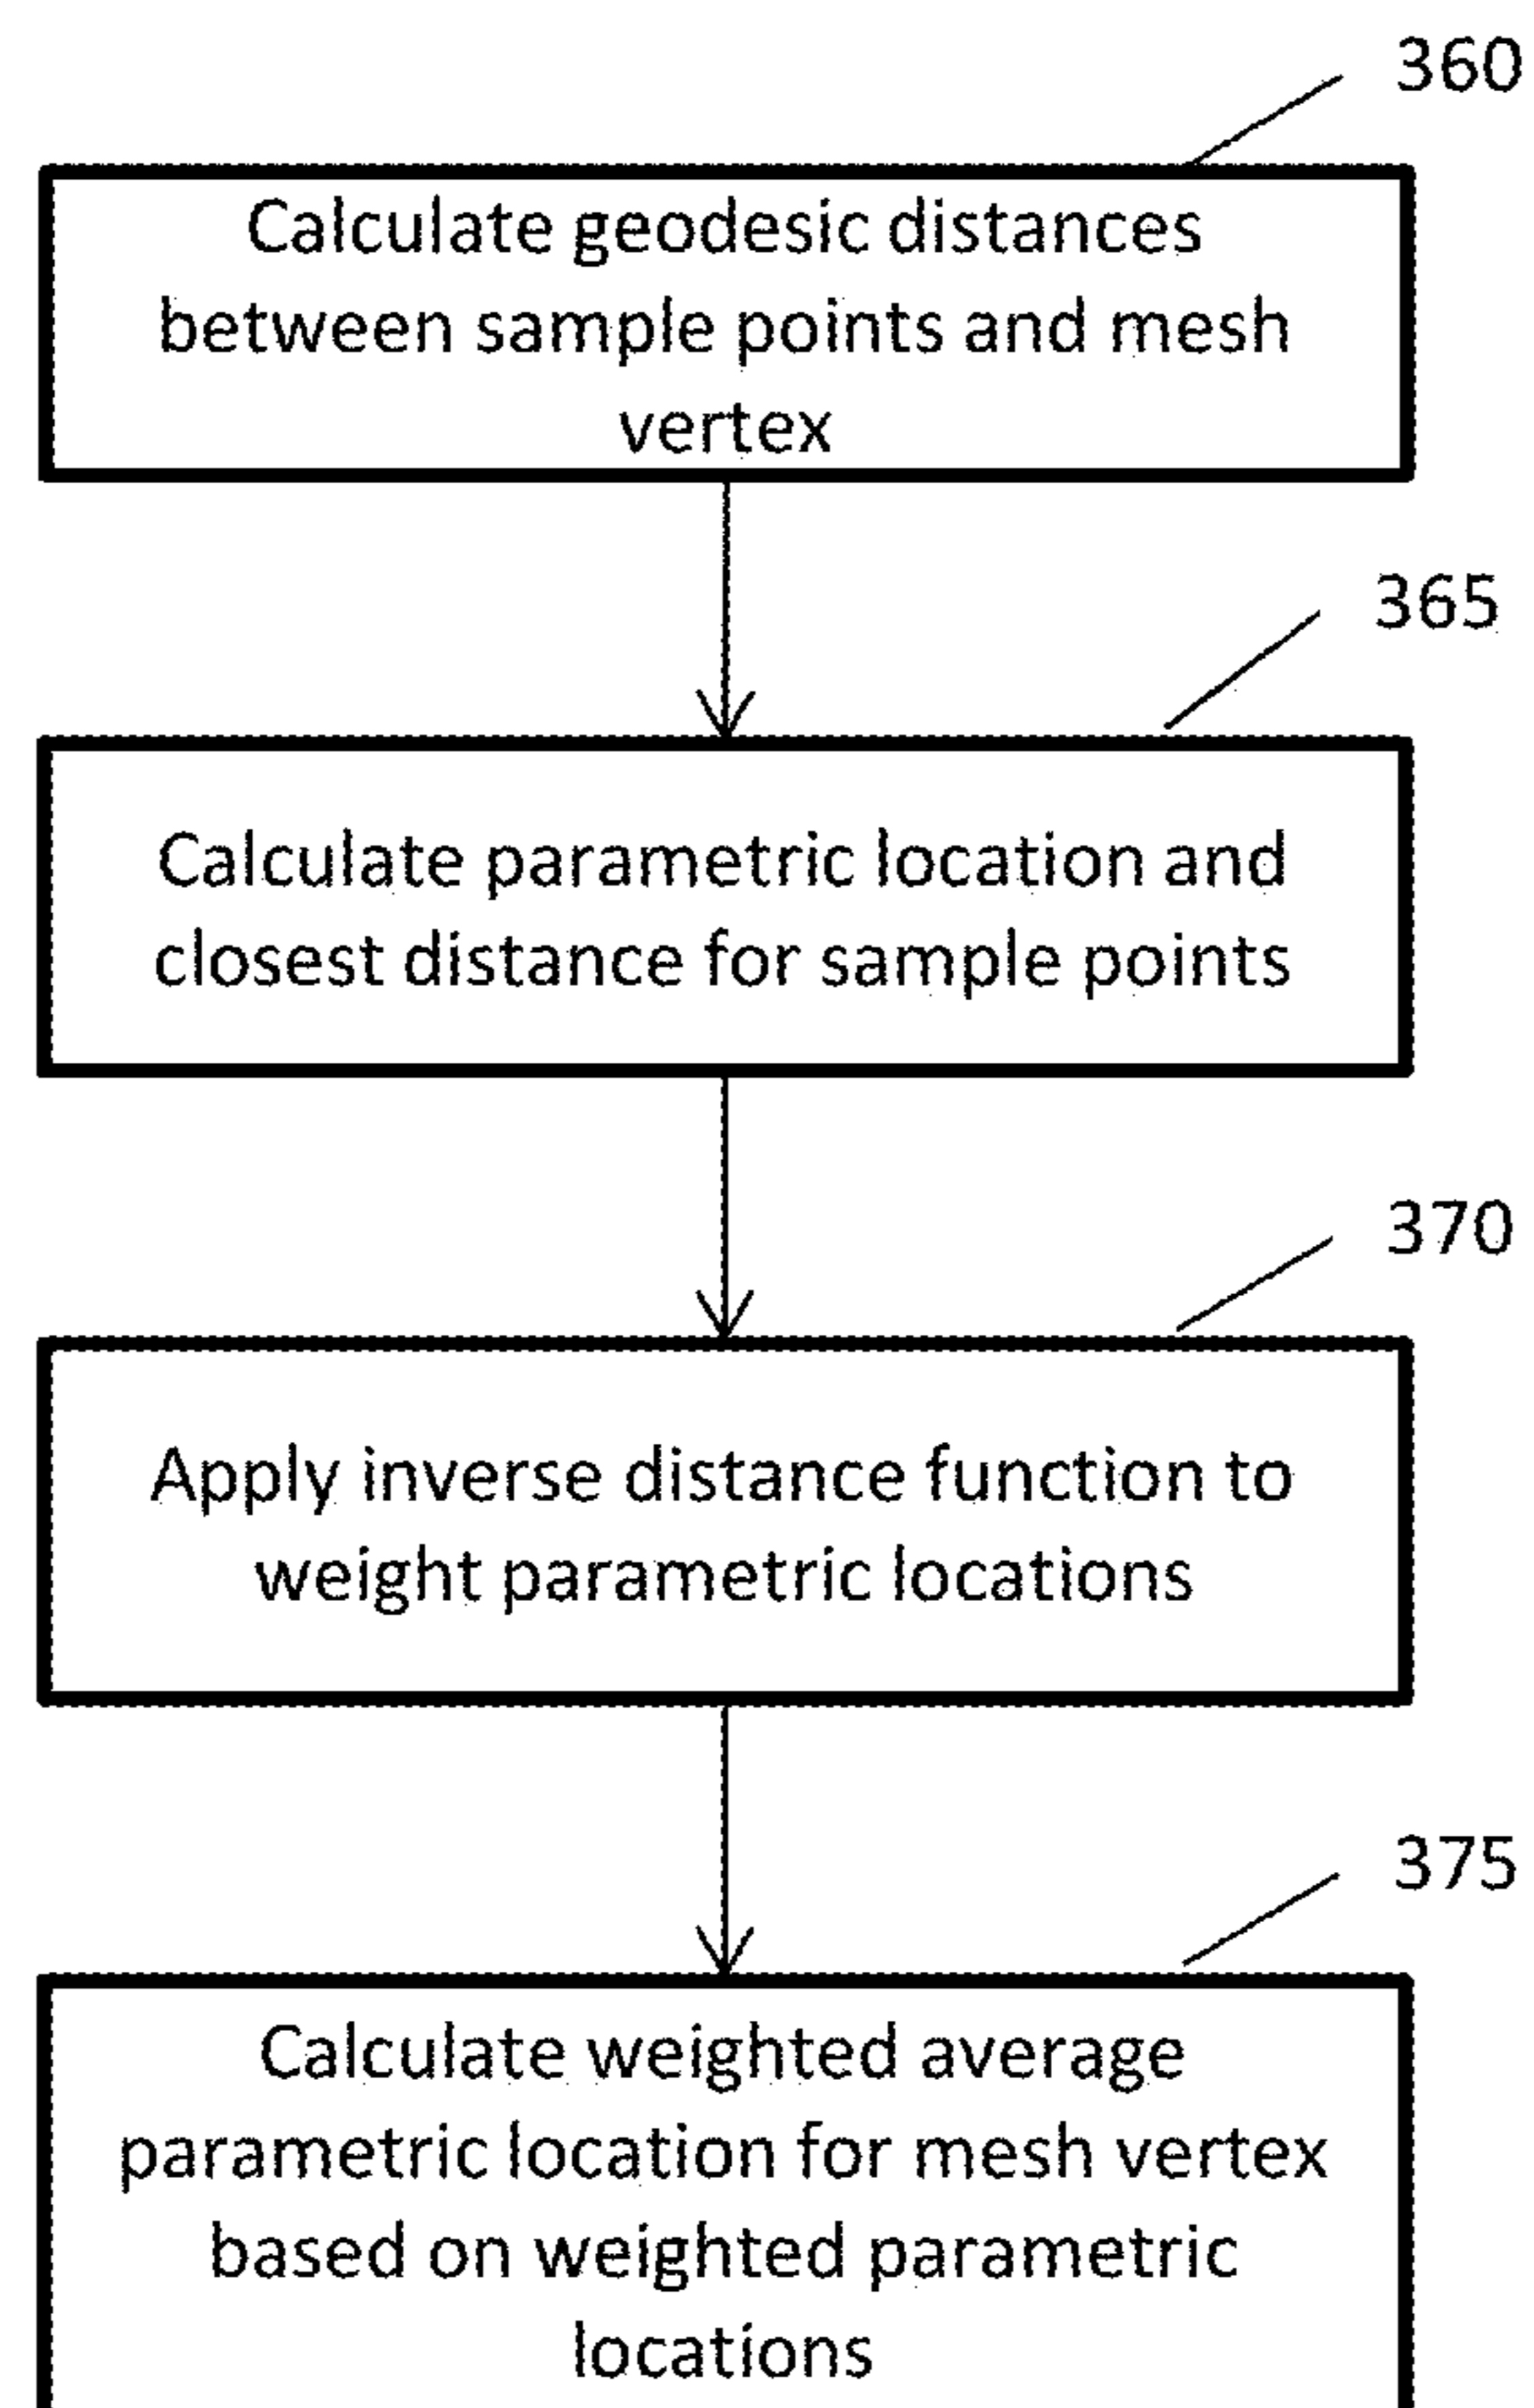 360
Calculate geodesic distances
between sample points and mesh
vertex
365
Calculate parametric location and
closest distance for sample points
370
Apply inverse distance function to
weight parametric locations
375
Calculate weighted average
parametric location for mesh vertex
based on weighted parametric
locations